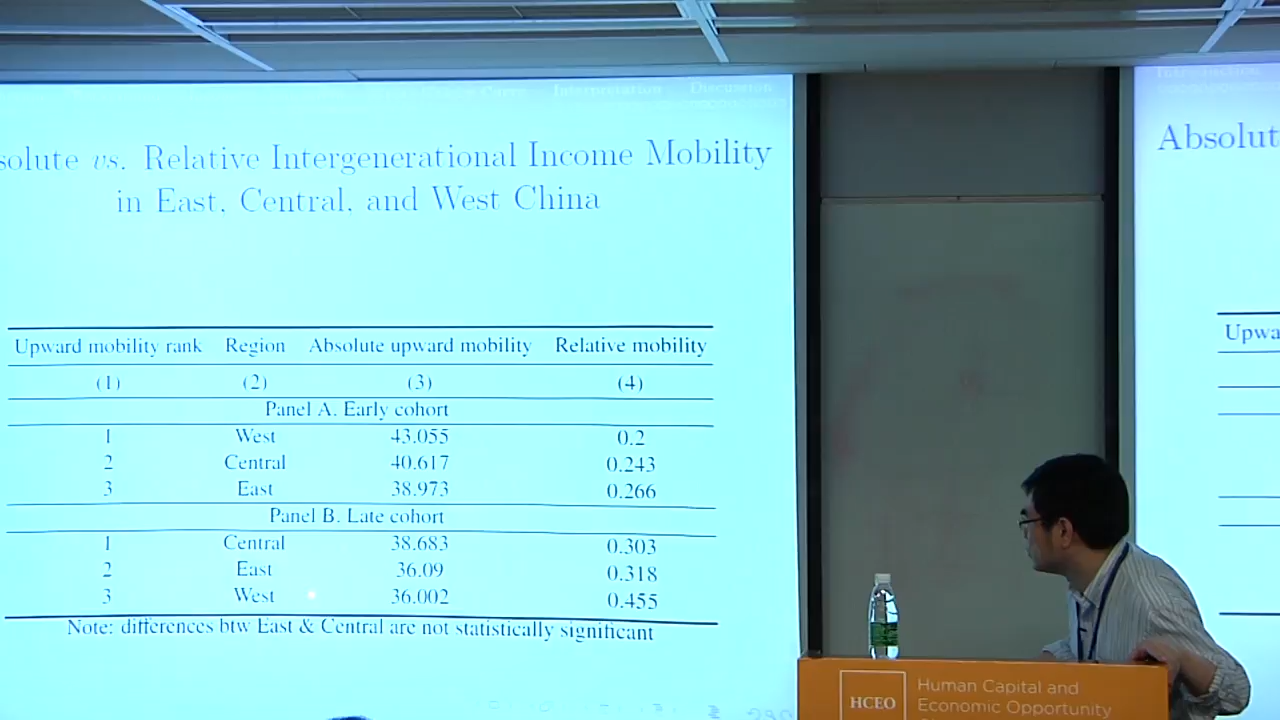 Interpretation Discussion
solute vs. Relative Intergenerational Income Mobility
in East, Central, and West China
Upward mobility rank Region Absolute upward mobility Relative mobility
(1) (2) (3) (4)
Panel A. Early cohort
1 West 43.055 0.2
2 Central 40.617 0.243
3 East 38.973 0.266
Panel B. Late cohort
1 Central 38.683 0.303
2 East 36.09 0.318
3 West 36.002 0.455
Note: differences btw East & Central are not statistically significant
Absolut
Upwa
HCEO
Human Capital and
Economic Opportunity